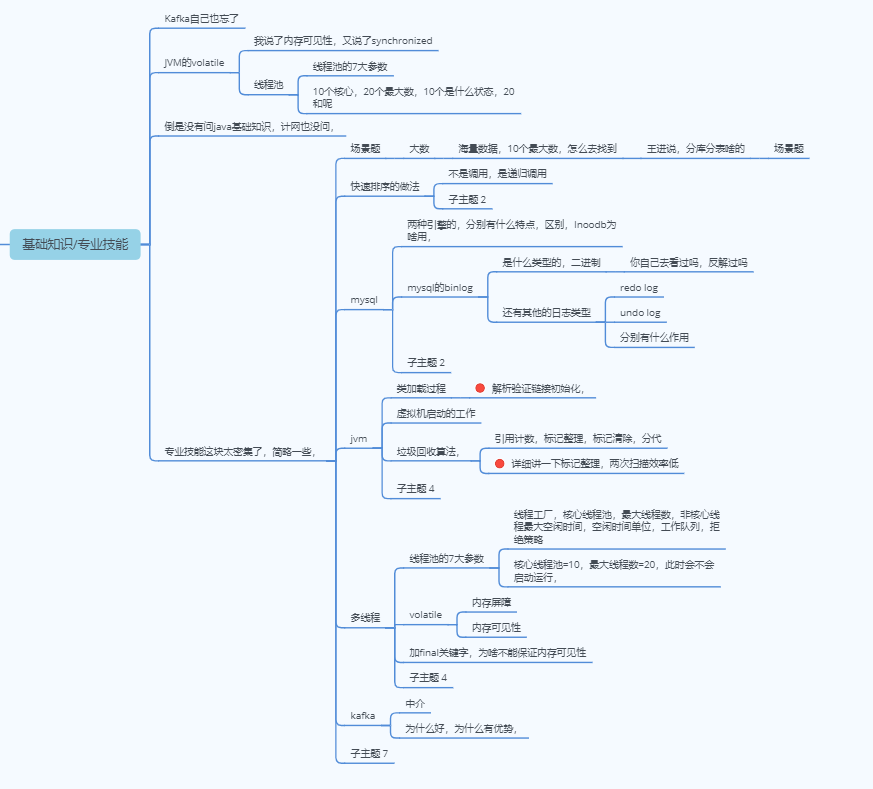 Kafka自己也忘了
我说了内存可见性，又说了synchronized
JVM的volatile
线程池的7大参数
线程池
10个核心，20个最大数，10个是什么状态，20
和呢
倒是没有问java基础知识，计网也没问，
场景题
大数
海量数据，10个最大数，怎么去找到
王进说，分库分表啥的
场景题
不是调用，是递归调用
快速排序的做法
子主题 2
两种引擎的，分别有什么特点，区别，Inoodb为
啥用，
基础知识/专业技能
是什么类型的，二进制
你自己去看过吗，反解过吗
mysql的binlog
redo log
mysql
还有其他的日志类型
undo log
分别有什么作用
子主题 2
类加载过程
解析验证链接初始化，
虚拟机启动的工作
jvm
引用计数，标记整理，标记清除，分代
专业技能这块太密集了，简略一些，
垃圾回收算法，
详细讲一下标记整理，两次扫描效率低
子主题 4
线程工厂，核心线程池，最大线程数，非核心线
程最大空闲时间，空闲时间单位，工作队列，拒
绝策略
线程池的7大参数
核心线程池=10，最大线程数=20，此时会不会
启动运行，
内存屏障
多线程
volatile
内存可见性
加final关键字，为啥不能保证内存可见性
子主题 4
中介
kafka
为什么好，为什么有优势，
子主题 7